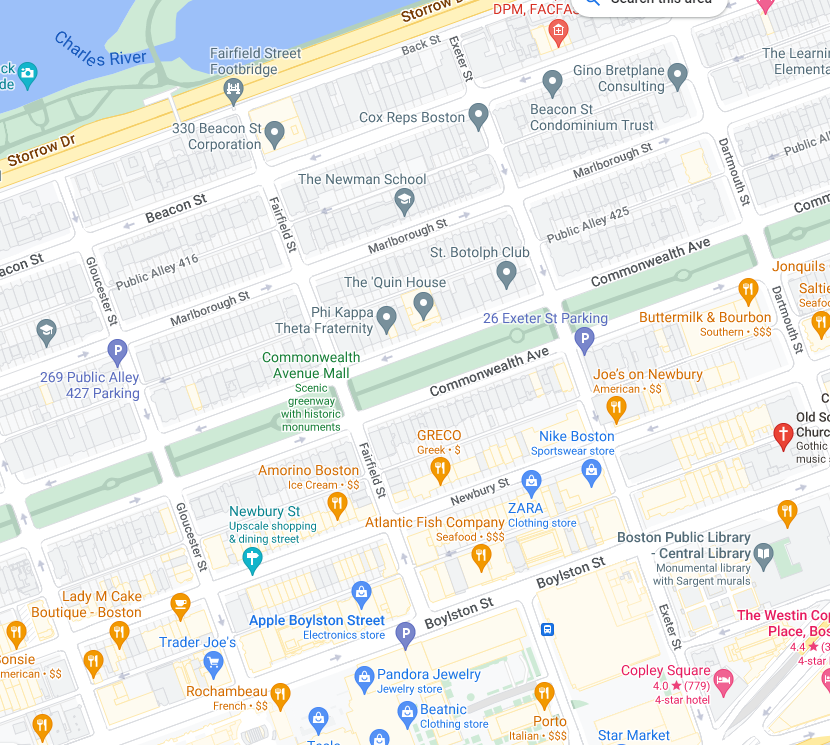 Search this area
Storrow Dr
DPM, FACFAS
Charles River
Back St
Exeter St
Fairfield Street
Footbridge
Gino Bretplane
Consulting
The Learning
Elementa
ck
de
Cox Reps Boston
Beacon St
Condominium Trust
330 Beacon St
Corporation
Storrow Dr
Dartmouth St
Public Al
Marlborough St
The Newman School
Beacon St
Fairfield St
Comm
Public Alley 425
Marlborough St
Commonwealth Ave
St. Botolph Club
acon St
Gloucester St
Public Alley 416
The 'Quin House
Jonquils
Marlborough St
Saltie
Seafoo
Dartmouth St
Phi Kappa
Theta Fraternity
26 Exeter St Parking
Buttermilk & Bourbon
Southern • $$$
Commonwealth
Avenue Mall
Scenic
greenway
with historic
monuments
Commonwealth Ave
269 Public Alley
427 Parking
Joe's on Newbury
American • $$
C
Old So
Churc
Gothic
music s
GRECO
Greek • $
Nike Boston
Sportswear store
Fairfield St
Amorino Boston
Ice Cream • $$
Newbury St
ZARA
Clothing store
Newbury St
Upscale shopping
& dining street
Gloucester St
Atlantic Fish Company
Seafood • $$$
Boston Public Library
- Central Library
Monumental library
with Sargent murals
Boylston St
Lady M Cake
Boutique - Boston
Apple Boylston Street
Electronics store
Boylston St
Exeter St
The Westin Cop
Place, Bos
4.4 ★ (3
4-star h
Trader Joe's
Sonsie
merican • $$
Pandora Jewelry
Jewelry store
Copley Square
4.0 ★ (779)
4-star hotel
Rochambeau
French • $$
Beatnic
Clothing store
Porto
Italian • $$$
Star Market